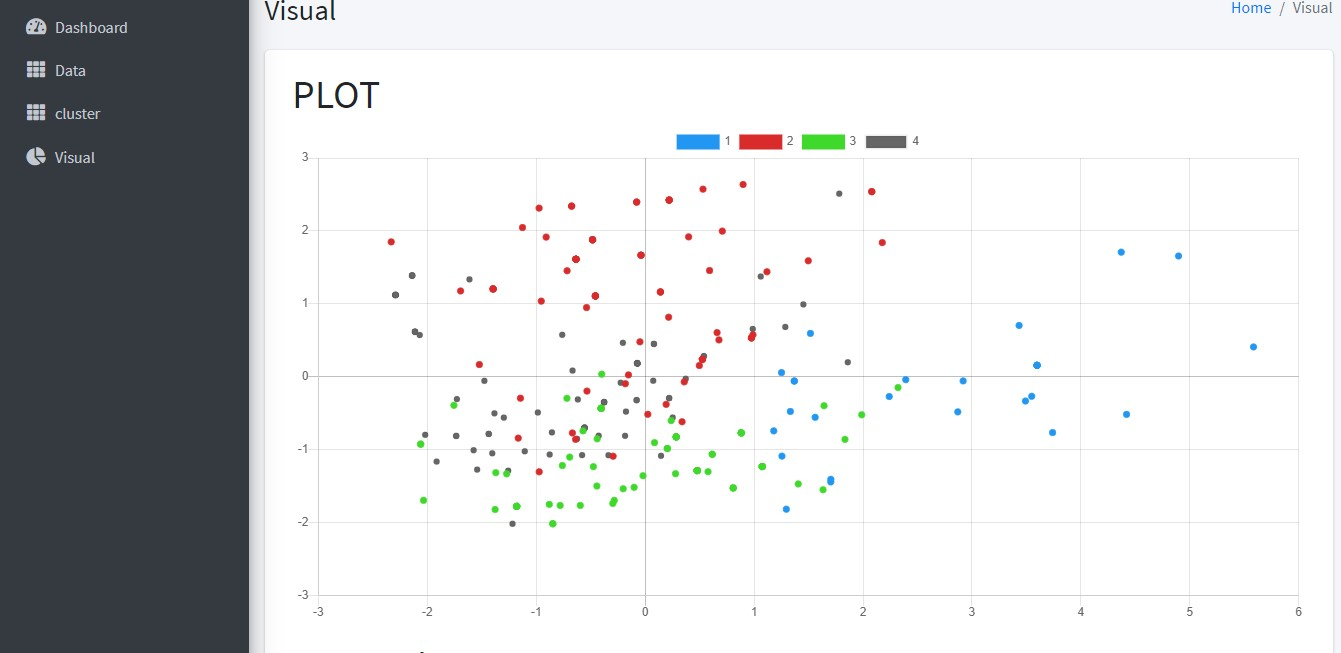 Dashboard
Data
cluster
Visual
Visual
Home / Visual
PLOT
1 2 3 4
3
2
1
0
-1
-2
-3
-3 -2 -1 0 1 2 3 4 5 6